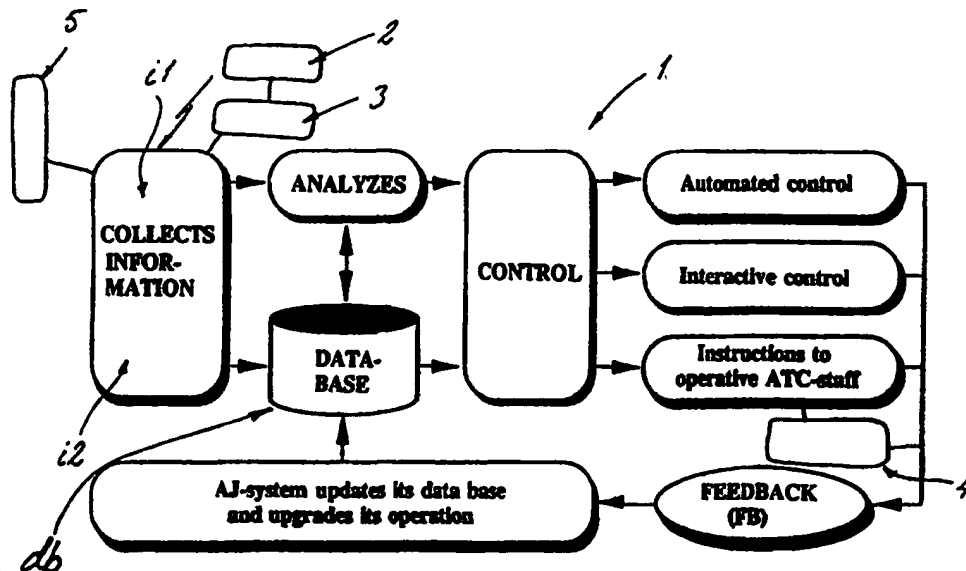 5
i1
2
3
1
COLLECTS
INFOR-
MATION
ANALYZES
DATA-
BASE
CONTROL
Automated control
Interactive control
Instructions to
operative ATC-staff
i2
AJ-system updates its data base
and upgrades its operation
FEEDBACK
(FB)
4
db